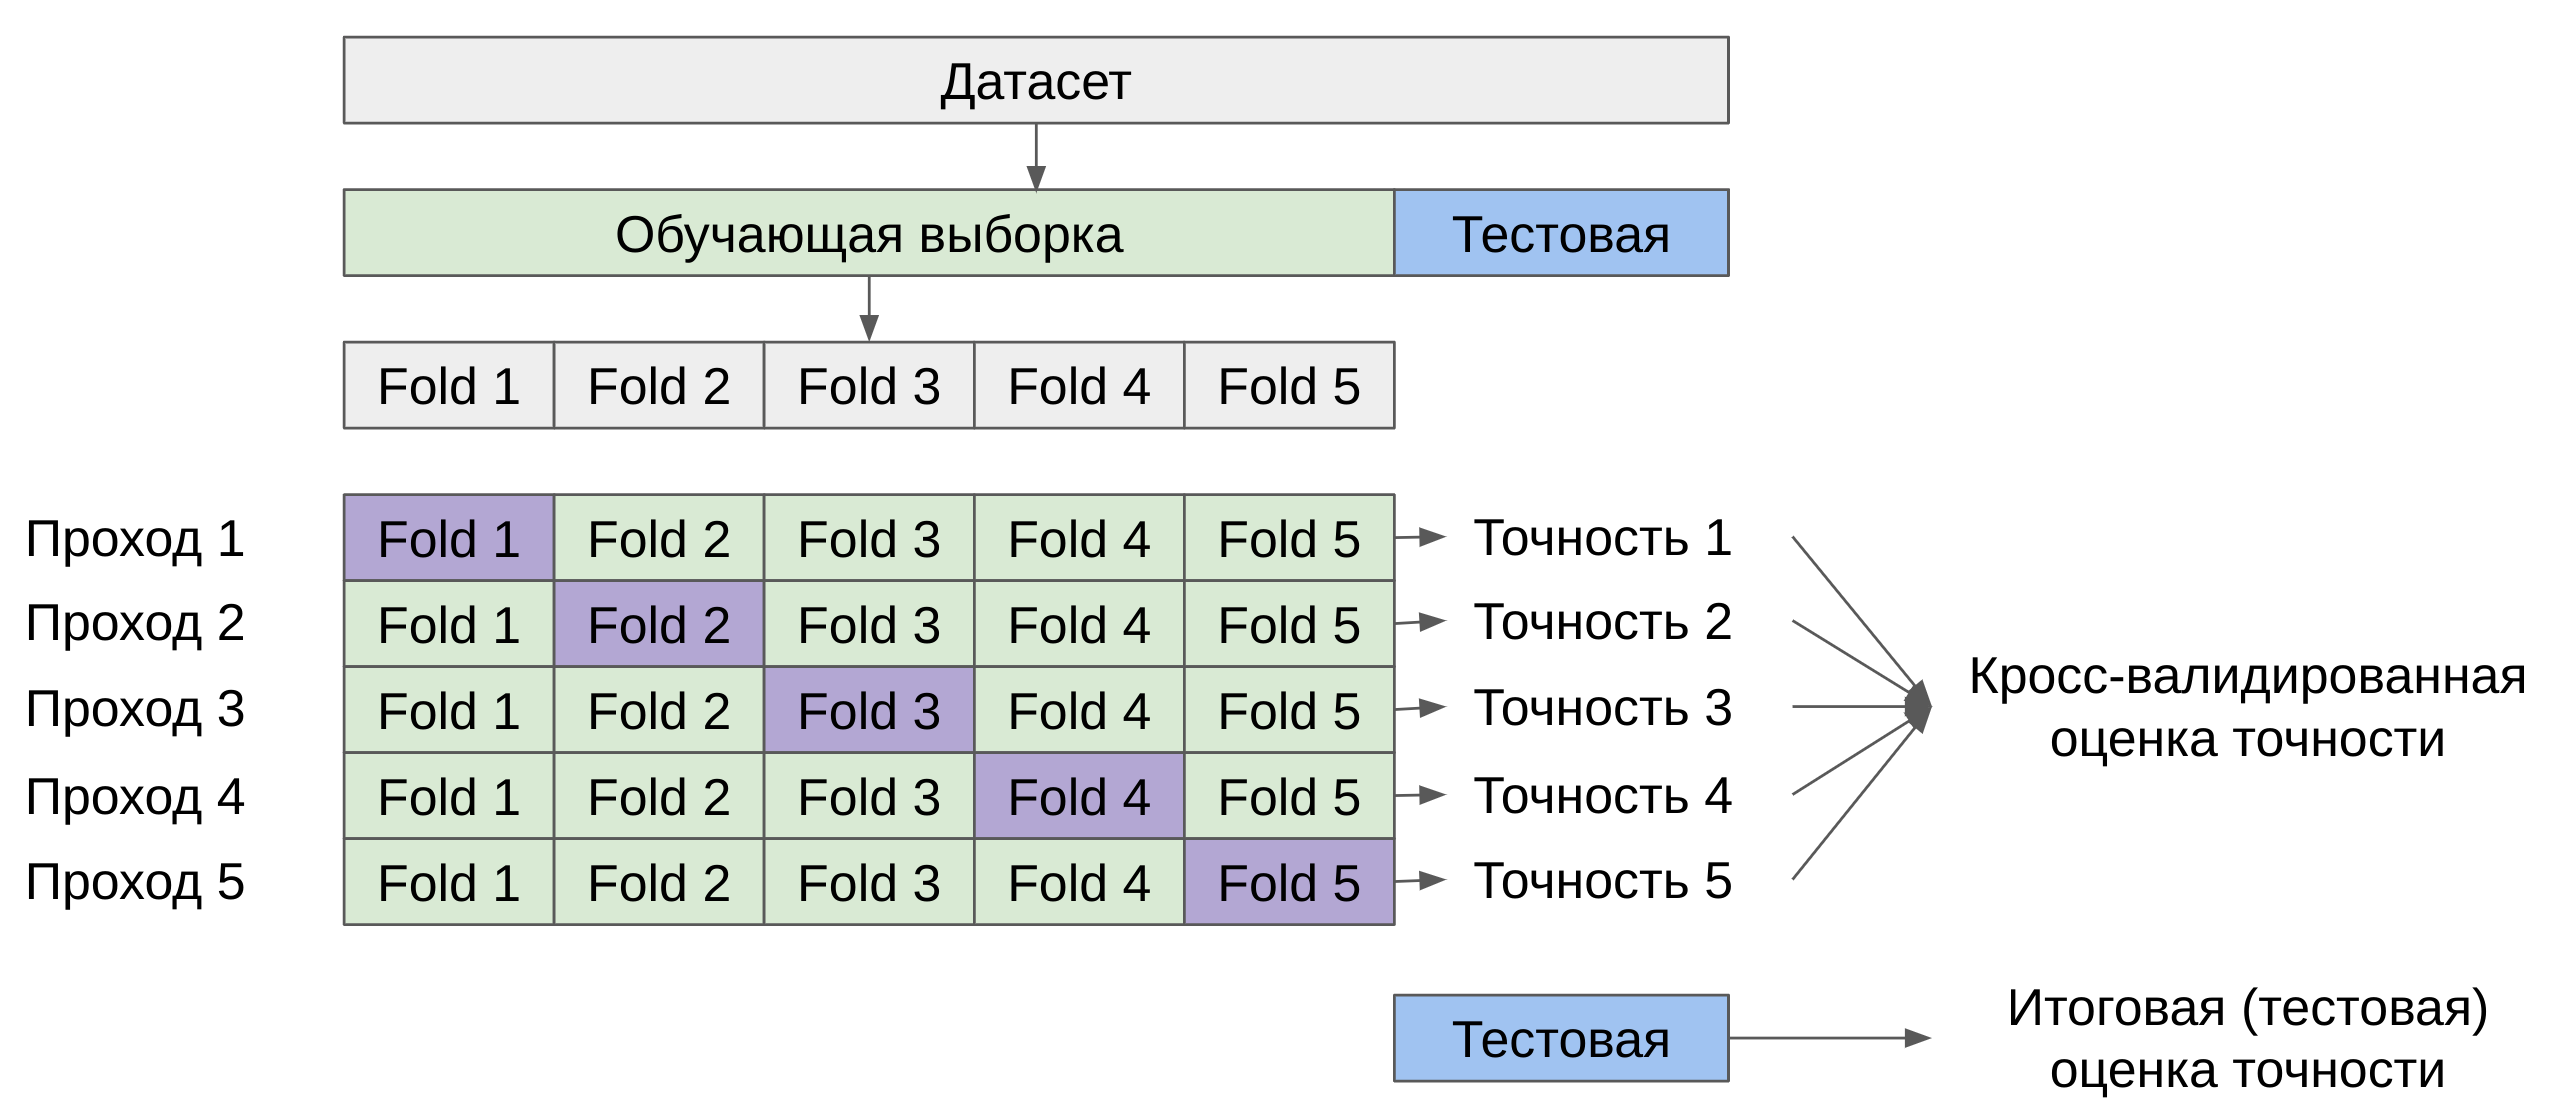 Датасет
Обучающая выборка Тестовая
Fold 1 Fold 2 Fold 3 Fold 4 Fold 5
Проход 1 Fold 1 Fold 2 Fold 3 Fold 4 Fold 5 Точность 1
Проход 2 Fold 1 Fold 2 Fold 3 Fold 4 Fold 5 Точность 2
Проход 3 Fold 1 Fold 2 Fold 3 Fold 4 Fold 5 Точность 3
Проход 4 Fold 1 Fold 2 Fold 3 Fold 4 Fold 5 Точность 4
Проход 5 Fold 1 Fold 2 Fold 3 Fold 4 Fold 5 Точность 5
Кросс-валидированная
оценка точности
Тестовая
Итоговая (тестовая)
оценка точности